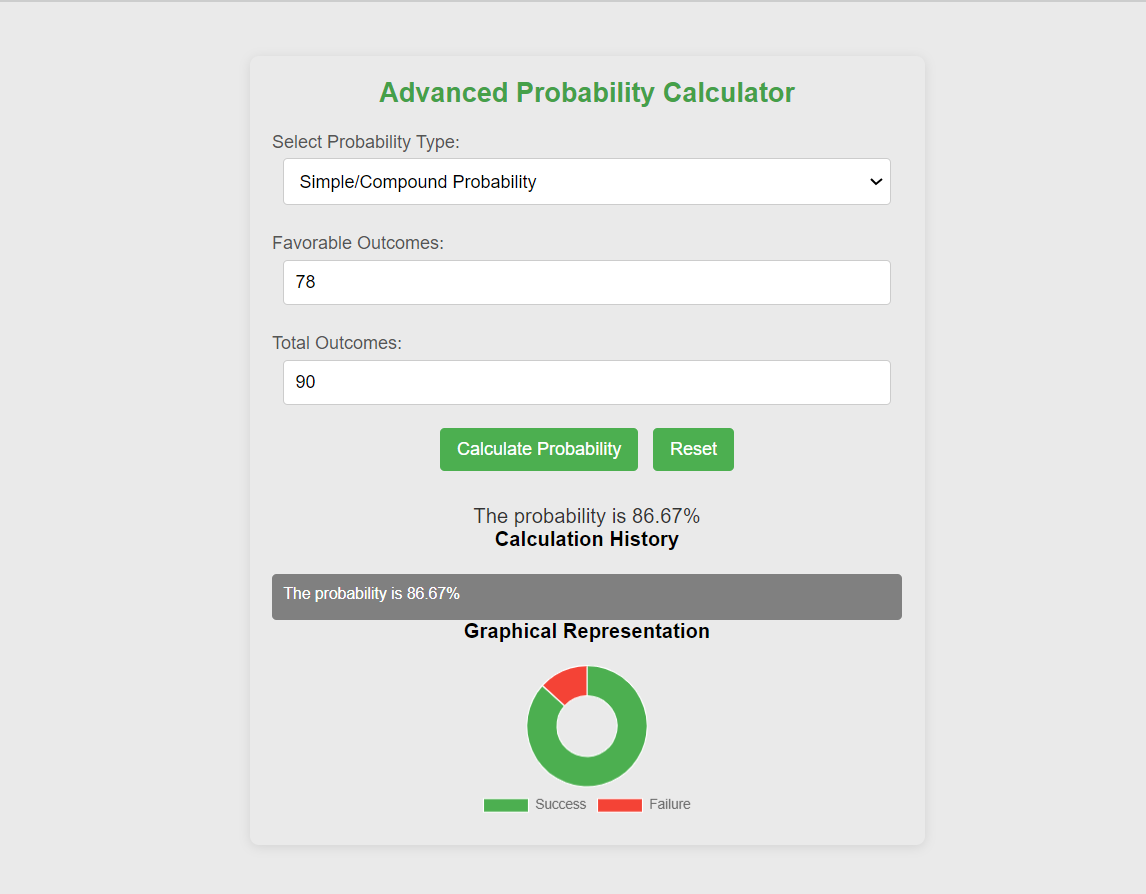 Advanced Probability Calculator
Select Probability Type:
Simple/Compound Probability
Favorable Outcomes:
78
Total Outcomes:
90
Calculate Probability Reset
The probability is 86.67%
Calculation History
The probability is 86.67%
Graphical Representation
Success Failure